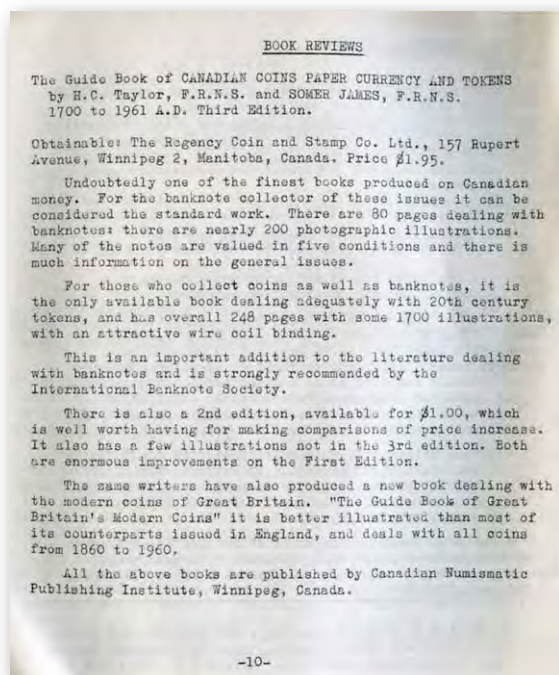 BOOK REVIEWS
The Guide Book of CANADIAN COINS PAPER CURRENCY AND TOKENS
by H.C. Taylor, F.R.N.S. and SOMER JAMES, F.R.N.S.
1700 to 1961 A.D. Third Edition.
Obtainable: The Regency Coin and Stamp Co. Ltd., 157 Rupert
Avenue, Winnipeg 2, Manitoba, Canada. Price $1.95.
Undoubtedly one of the finest books produced on Canadian
money. For the banknote collector of these issues it can be
considered the standard work. There are 80 pages dealing with
banknotes: there are nearly 200 photographic illustrations.
Many of the notes are valued in five conditions and there is
much information on the general issues.
For those who collect coins as well as banknotes, it is
the only available book dealing adequately with 20th century
tokens, and has overall 248 pages with some 1700 illustrations,
with an attractive wire coil binding.
This is an important addition to the literature dealing
with banknotes and is strongly recommended by the
International Banknote Society.
There is also a 2nd edition, available for $1.00, which
is well worth having for making comparisons of price increase.
It also has a few illustrations not in the 3rd edition. Both
are enormous improvements on the First Edition.
The same writers have also produced a new book dealing with
the modern coins of Great Britain. "The Guide Book of Great
Britain's Modern Coins" it is better illustrated than most of
its counterparts issued in England, and deals with all coins
from 1860 to 1960.
All the above books are published by Canadian Numismatic
Publishing Institute, Winnipeg, Canada.
-10-